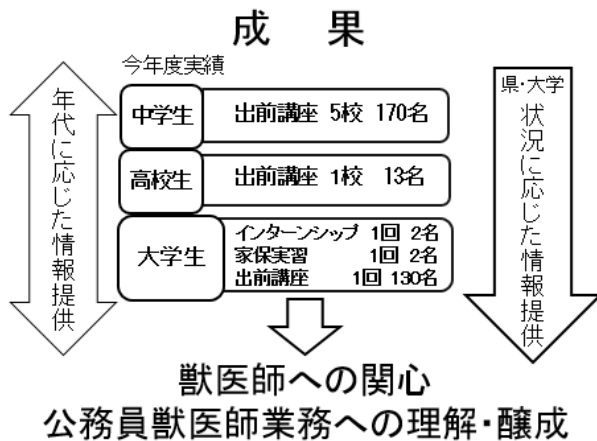 成 果
今年度実績
年代に応じた情報提供
中学生
出前講座 5校 170名
高校生
出前講座 1校 13名
大学生
インターンシップ 1回 2名
家保実習 1回 2名
出前講座 1回 130名
県・大学
状況に応じた情報提供
獣医師への関心
公務員獣医師業務への理解・醸成